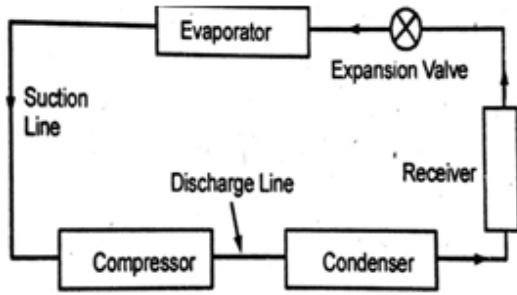 Evaporator
Expansion Valve
Suction
Line
Receiver
Discharge Line
Compressor
Condenser